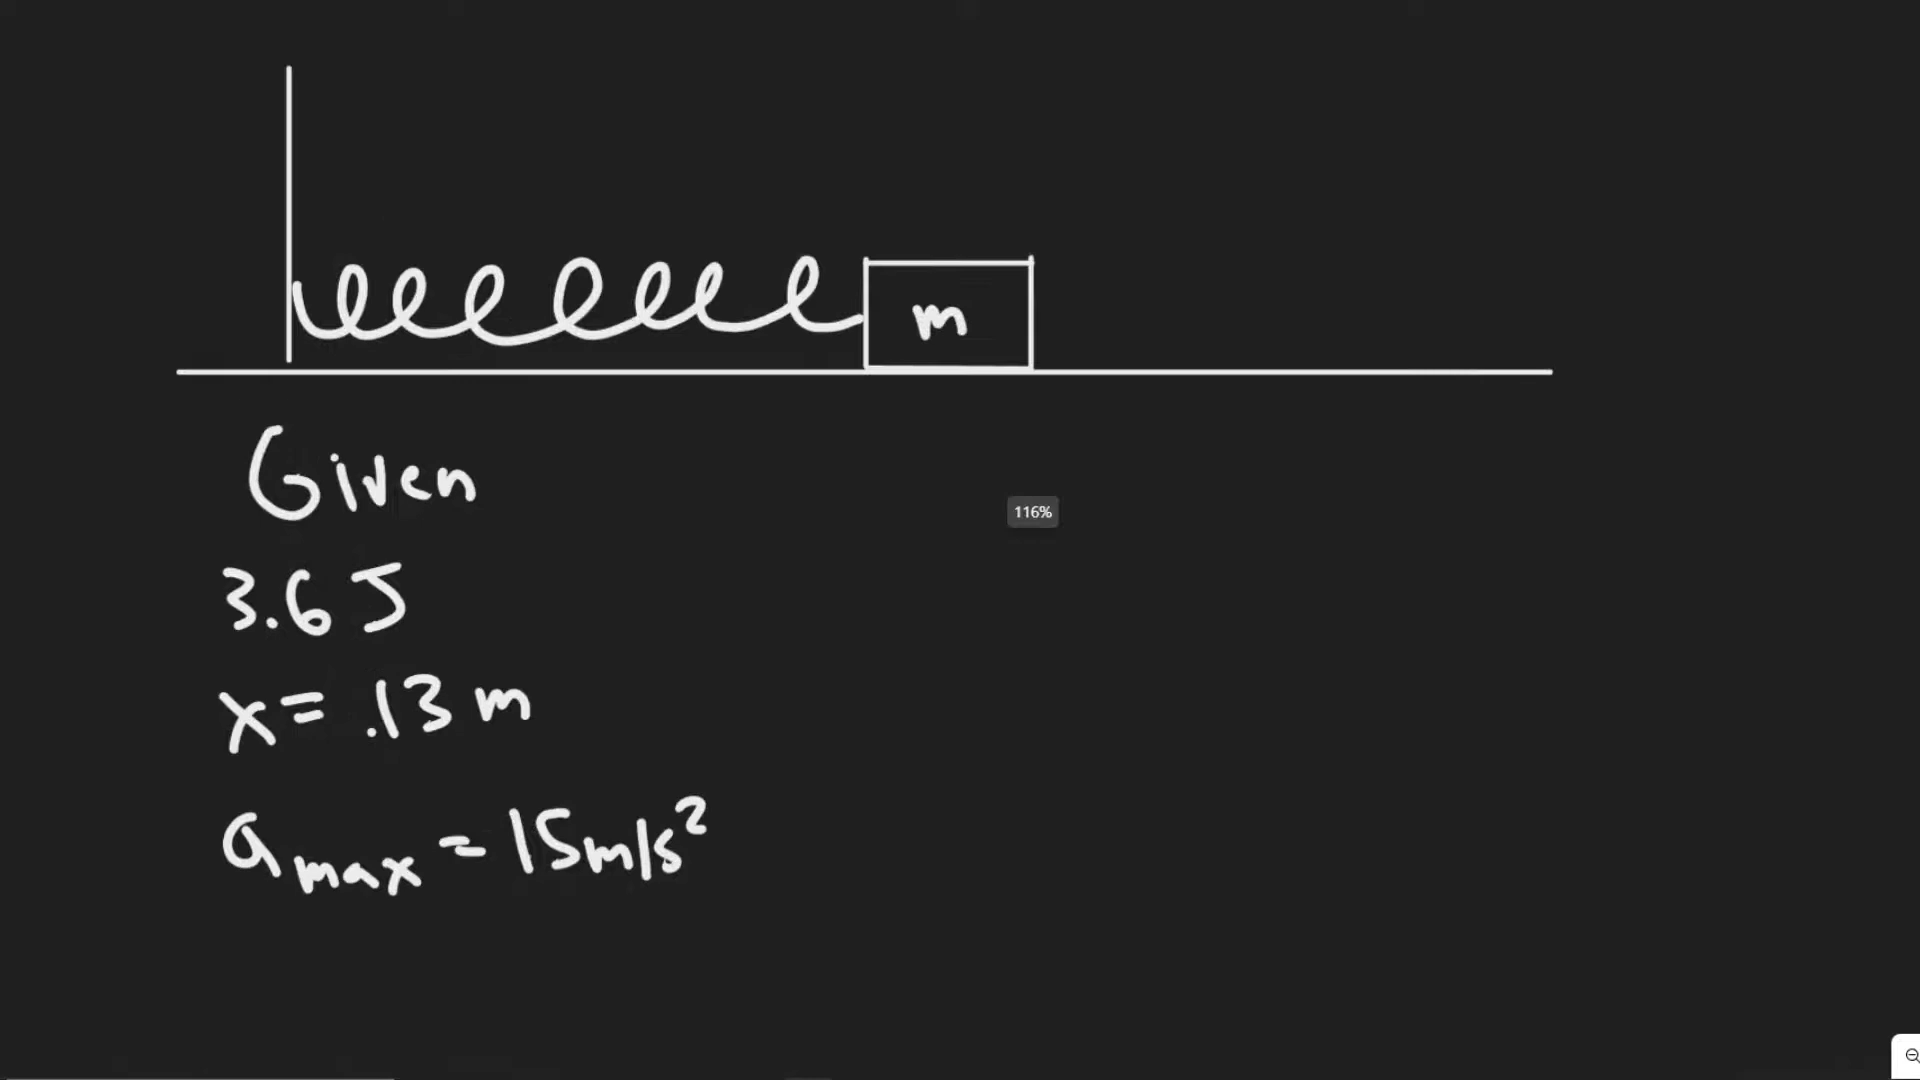 m
Given
116%
3.6 J
x = .13 m
a max = 15 m/s²